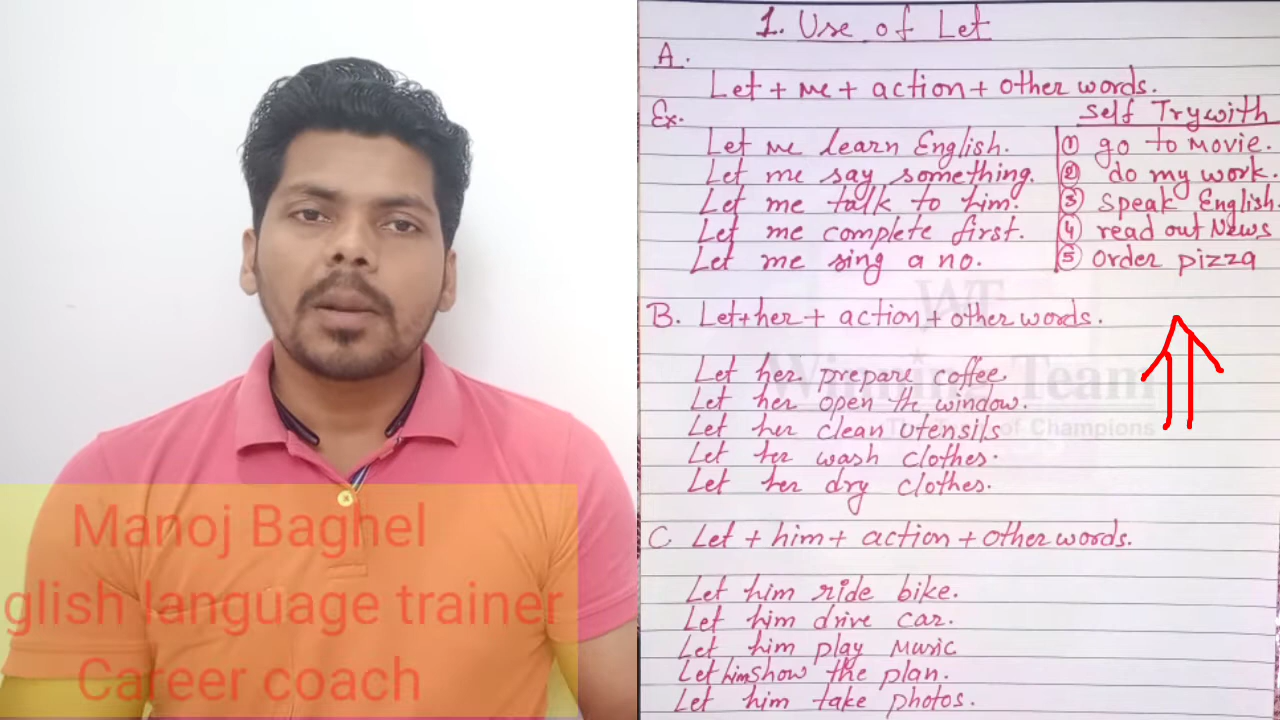 Manoj Baghel
glish language trainer
Career coach
1. Use of Let
A.
Let + me + action + other words.
Ex.
Self Try with
Let me learn English.
① go to Movie.
Let me say something.
② do my work.
Let me talk to him.
③ speak English.
Let me complete first.
④ read out News
Let me sing a no.
⑤ order pizza
B. Let+her + action + other words.
Let her prepare coffee.
Let her open the window.
Let her clean utensils
Let her wash clothes.
Let her dry clothes.
C Let + him + action + other words.
Let him ride bike.
Let him drive car.
Let him play Music
Let him show the plan.
Let him take photos.
WT
Winning Team
of Champions